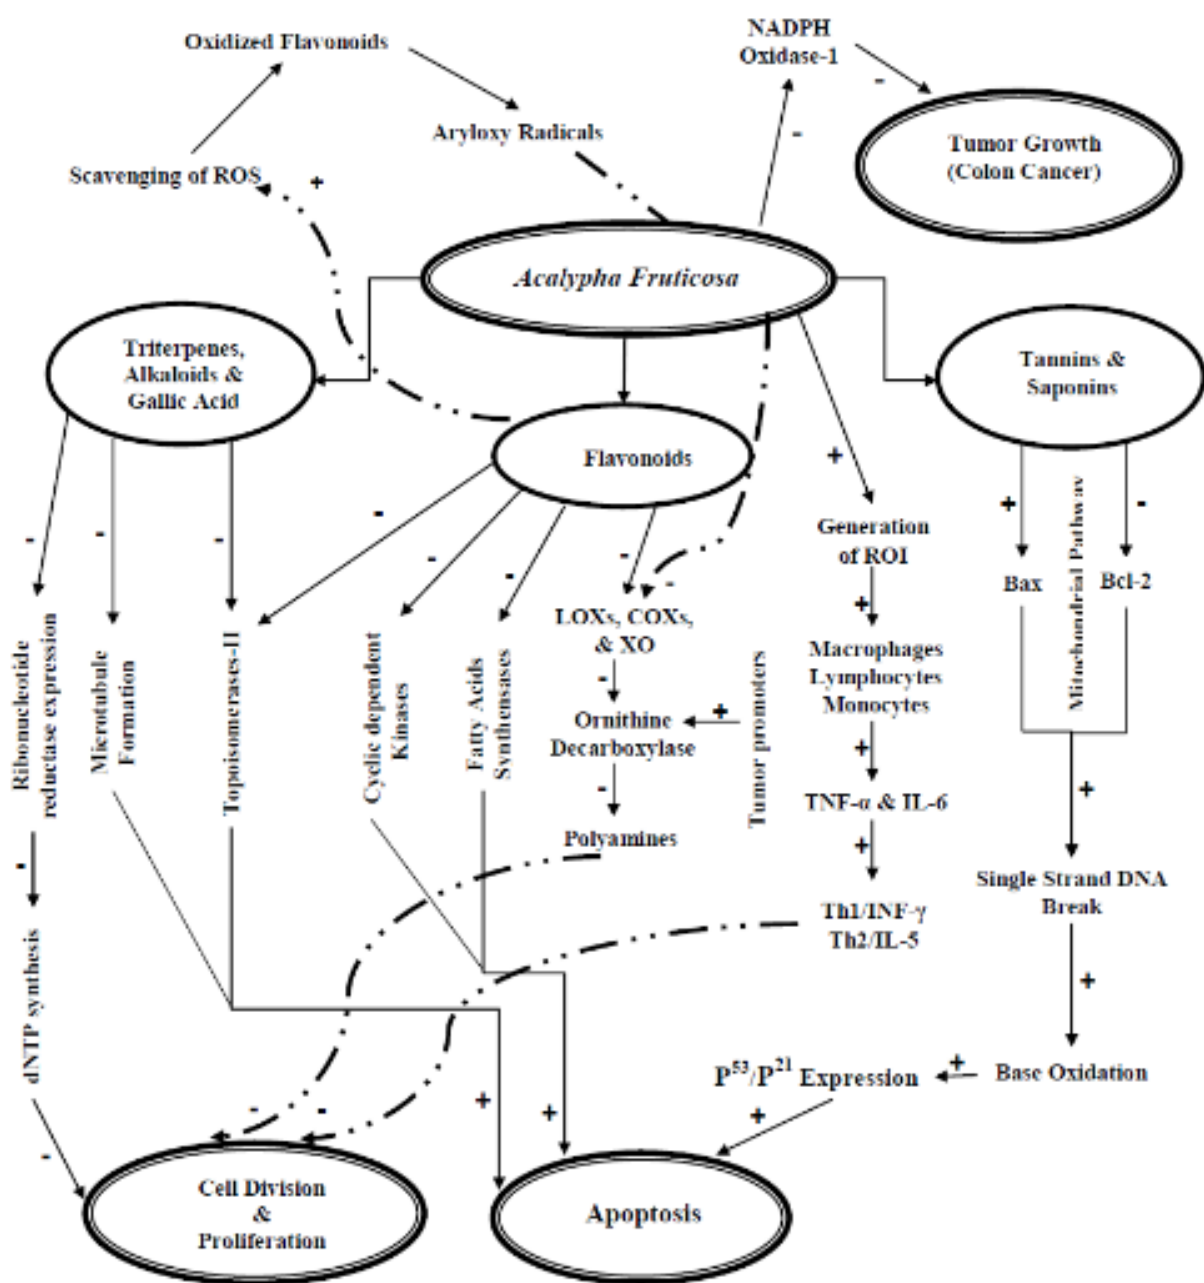 NADPH
Oxidase-1
Oxidized Flavonoids
-
Aryloxy Radicals
-
Tumor Growth
(Colon Cancer)
Scavenging of ROS
+
Acalypha Fruticosa
Triterpenes,
Alkaloids &
Gallic Acid
Tannins &
Saponins
Flavonoids
+
-
-
-
-
-
-
-
-
+
-
Mitochondrial Pathway
Generation
of ROI
Bax
Bcl-2
+
LOXs, COXs,
& XO
Macrophages
Lymphocytes
Monocytes
Ribonucleotide
reductase expression
Microtubule
Formation
Topoisomerases-II
Cyclic dependent
Kinases
Fatty Acids
Synthensases
-
Ornithine
Decarboxylase
+
Tumor promoters
+
-
TNF-α & IL-6
+
Polyamines
-
+
Single Strand DNA
Break
Th1/INF-γ
Th2/IL-5
+
dNTP synthesis
P53/P21 Expression
+
Base Oxidation
-
-
+
+
+
-
Cell Division
&
Proliferation
Apoptosis